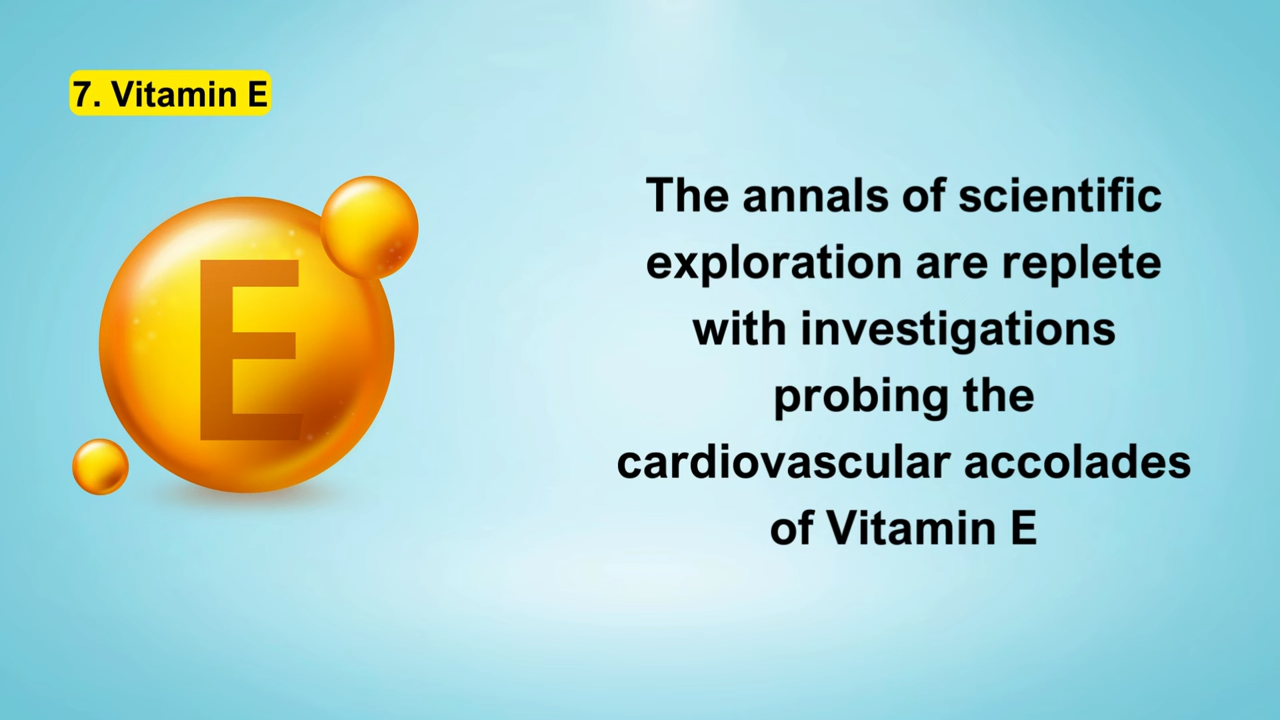 7. Vitamin E
E
The annals of scientific
exploration are replete
with investigations
probing the
cardiovascular accolades
of Vitamin E